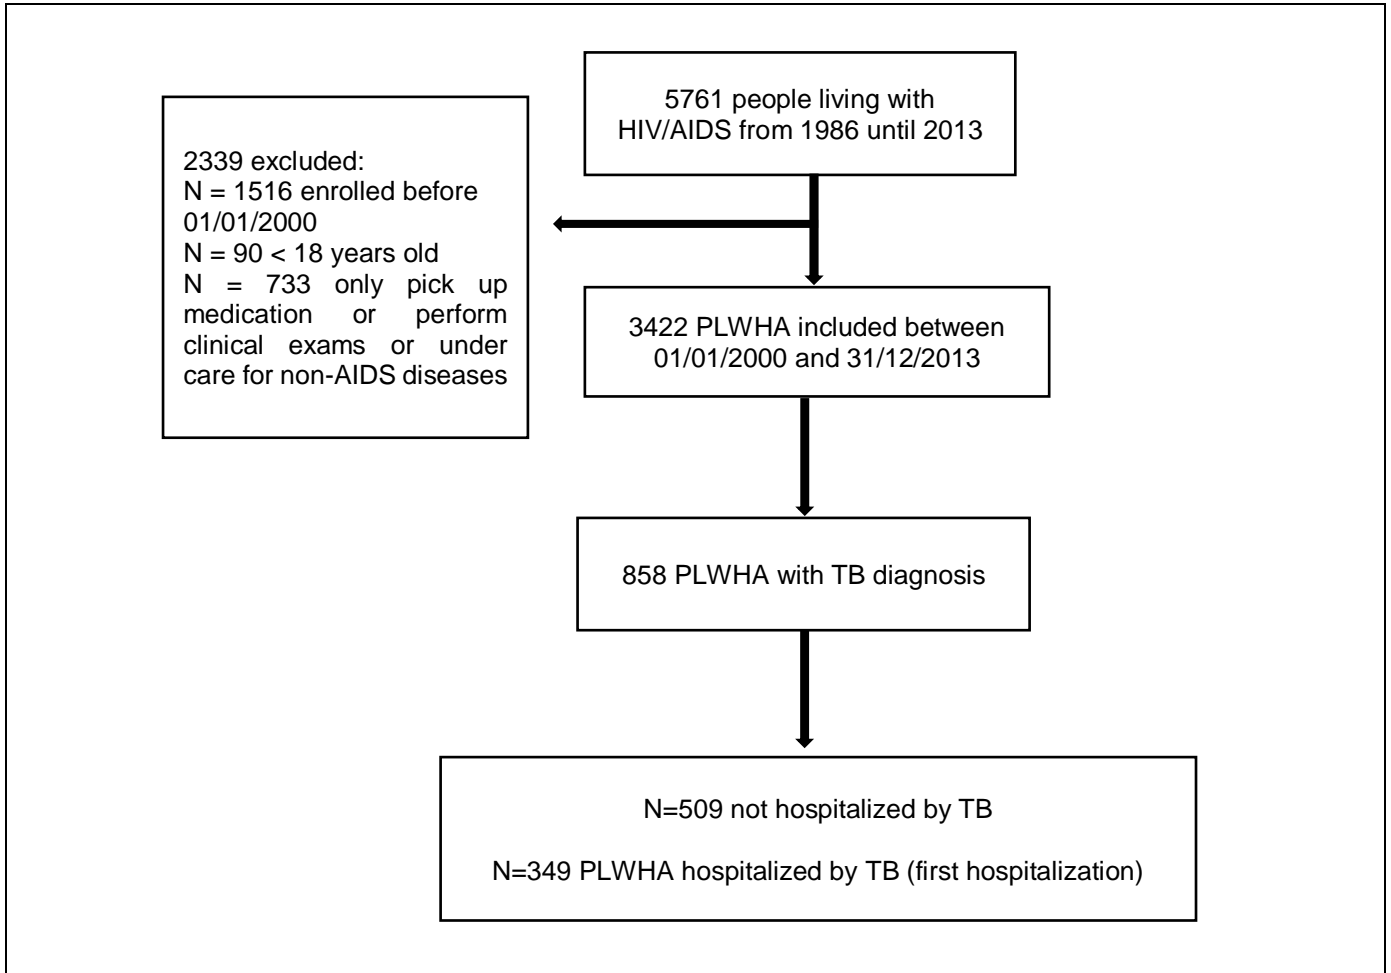 5761 people living with
HIV/AIDS from 1986 until 2013
2339 excluded:
N = 1516 enrolled before
01/01/2000
N = 90 < 18 years old
N = 733 only pick up
medication or perform
clinical exams or under
care for non-AIDS diseases
3422 PLWHA included between
01/01/2000 and 31/12/2013
858 PLWHA with TB diagnosis
N=509 not hospitalized by TB
N=349 PLWHA hospitalized by TB (first hospitalization)